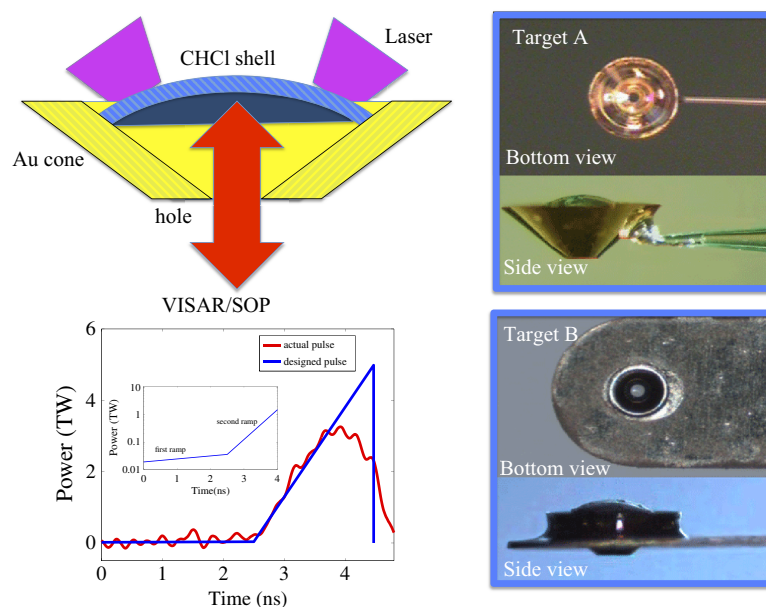 Laser
CHCl shell
Au cone
hole
VISAR/SOP
Target A
Bottom view
Side view
Target B
Bottom view
Side view
6
4
2
0
Power (TW)
0
1
2
3
4
Time (ns)
actual pulse
designed pulse
10
1
0.1
0.01
Power (TW)
first ramp
second ramp
0
1
2
3
4
Time(ns)